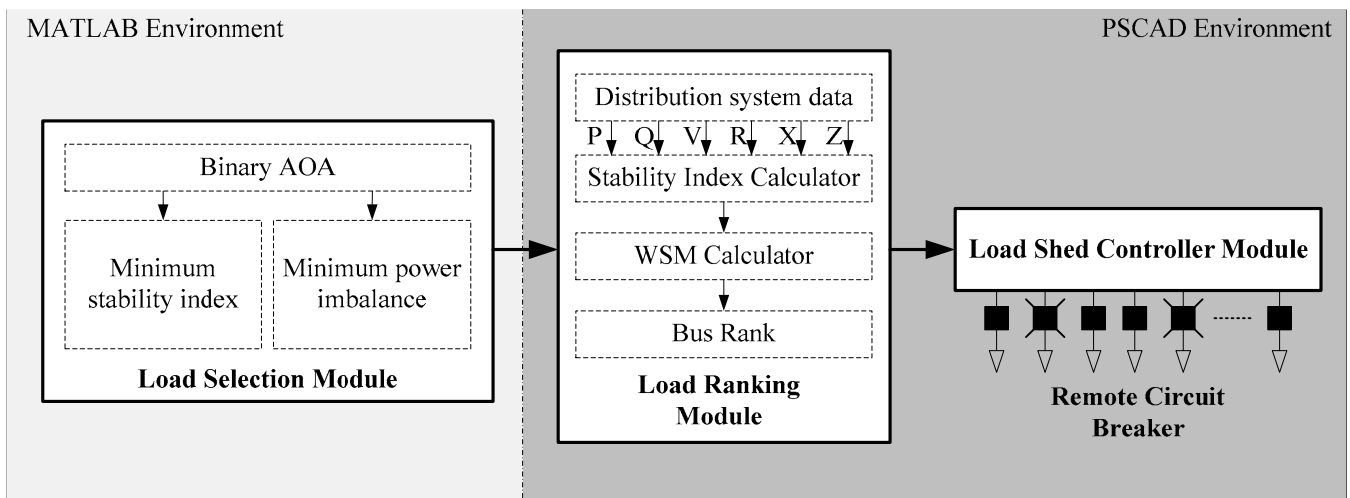 MATLAB Environment
PSCAD Environment
Binary AOA
Minimum
stability index
Minimum power
imbalance
Load Selection Module
Distribution system data
P Q V R X Z
Stability Index Calculator
WSM Calculator
Bus Rank
Load Ranking
Module
Load Shed Controller Module
Remote Circuit
Breaker